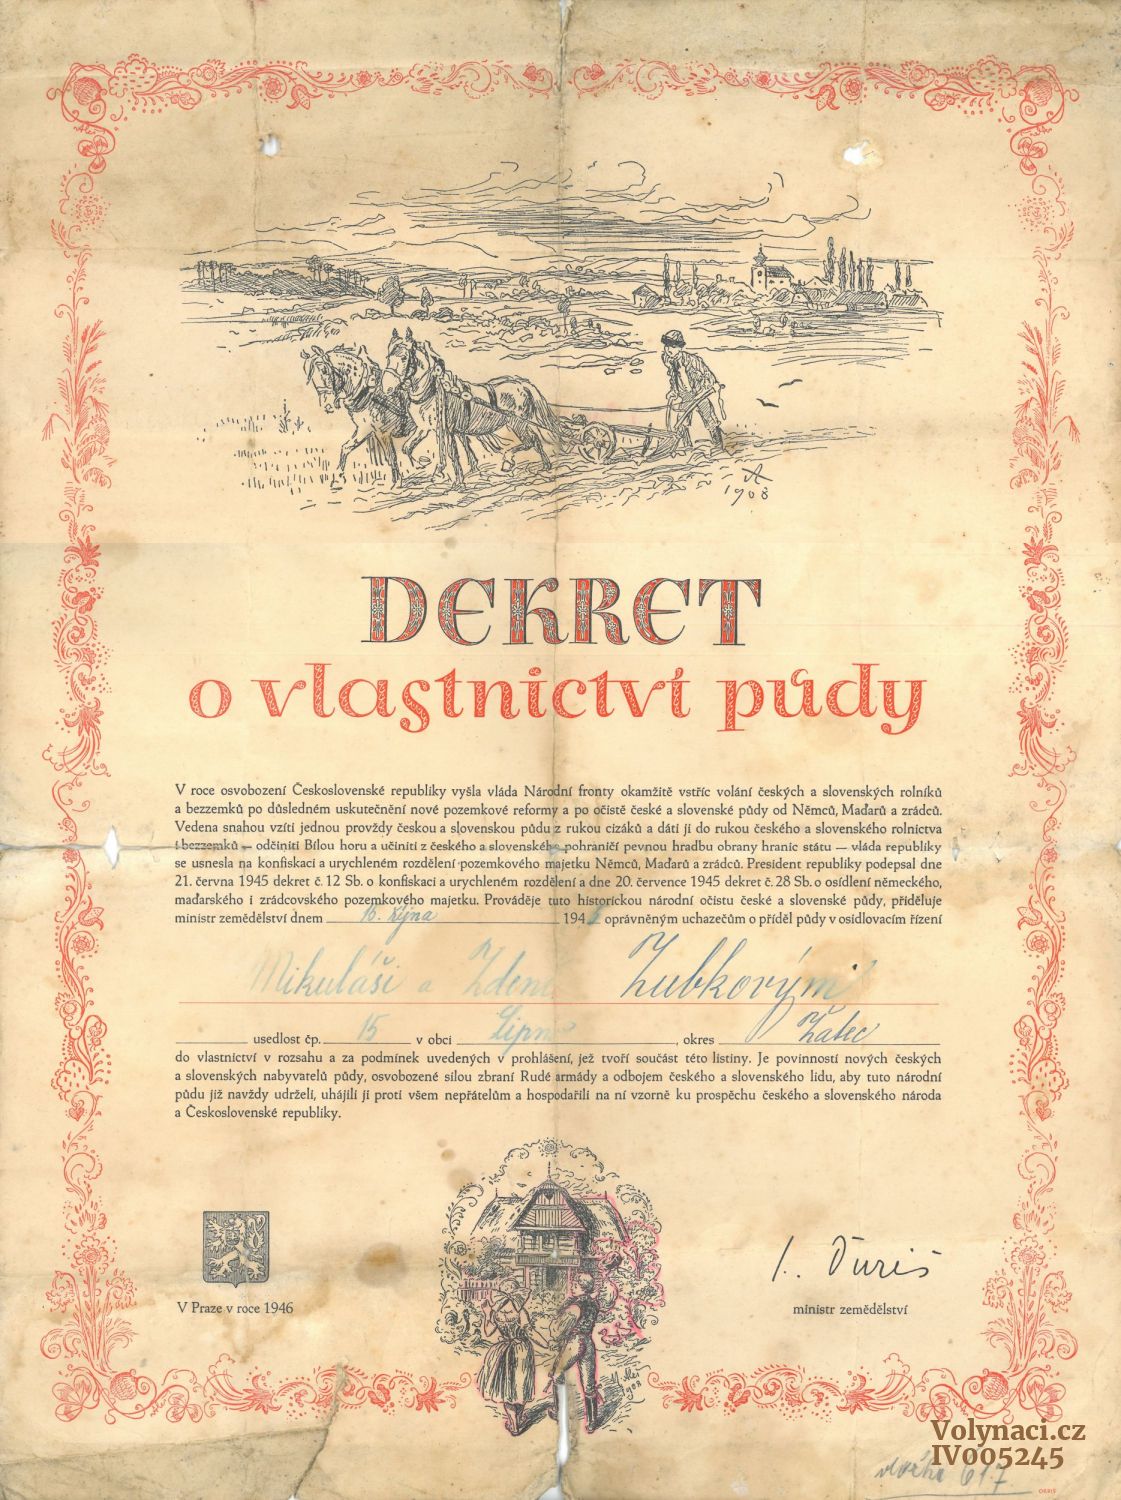 1908
DEKRET
o vlastnictví půdy
V roce osvobození Československé republiky vyšla vláda Národní fronty okamžitě vstříc volání českých a slovenských rolníků
a bezzemků po důsledném uskutečnění nové pozemkové reformy a po očistě české a slovenské půdy od Němců, Maďarů a zrádců.
Vedena snahou vzíti jednou provždy českou a slovenskou půdu z rukou cizáků a dáti ji do rukou českého a slovenského rolnictva
i bezzemků — odčiniti Bílou horu a učiniti z českého a slovenského pohraničí pevnou hradbu obrany hranic státu — vláda republiky
se usnesla na konfiskaci a urychleném rozdělení pozemkového majetku Němců, Maďarů a zrádců. President republiky podepsal dne
21. června 1945 dekret č. 12 Sb. o konfiskaci a urychleném rozdělení a dne 20. července 1945 dekret č. 28 Sb. o osídlení německého,
maďarského i zrádcovského pozemkového majetku. Prováděje tuto historickou národní očistu české a slovenské půdy, přiděluje
ministr zemědělství dnem 16. října 194 oprávněným uchazečům o příděl půdy v osidlovacím řízení
Mikuláši a Zdeně Zubkovým
usedlost čp. 15 v obci Lipno, okres Žatec
do vlastnictví v rozsahu a za podmínek uvedených v prohlášení, jež tvoří součást této listiny. Je povinností nových českých
a slovenských nabyvatelů půdy, osvobozené silou zbraní Rudé armády a odbojem českého a slovenského lidu, aby tuto národní
půdu již navždy udrželi, uhájili ji proti všem nepřátelům a hospodařili na ní vzorně ku prospěchu českého a slovenského národa
a Československé republiky.
J. Ďuriš
V Praze v roce 1946
ministr zemědělství
Aleš
1908
Volynaci.cz
IV005245
vložka 617
ORBIS